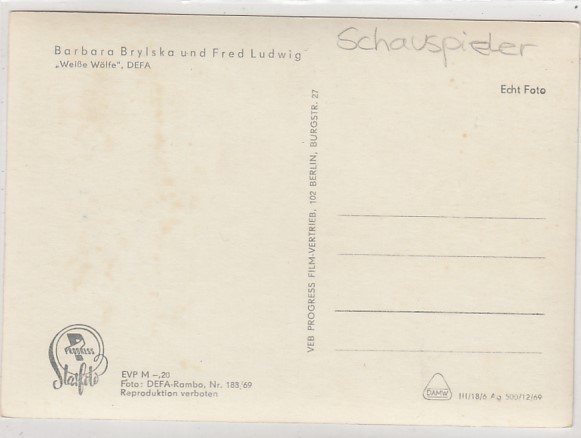 Barbara Brylska und Fred Ludwig
„Weiße Wölfe", DEFA
Schauspieler
Echt Foto
VEB PROGRESS FILM-VERTRIEB, 102 BERLIN, BURGSTR. 27
PROGRESS
Starfoto
EVP M –,20
Foto: DEFA-Rambo, Nr. 188/69
Reproduktion verboten
DAMW
III/18/6 Ag 500/12/69